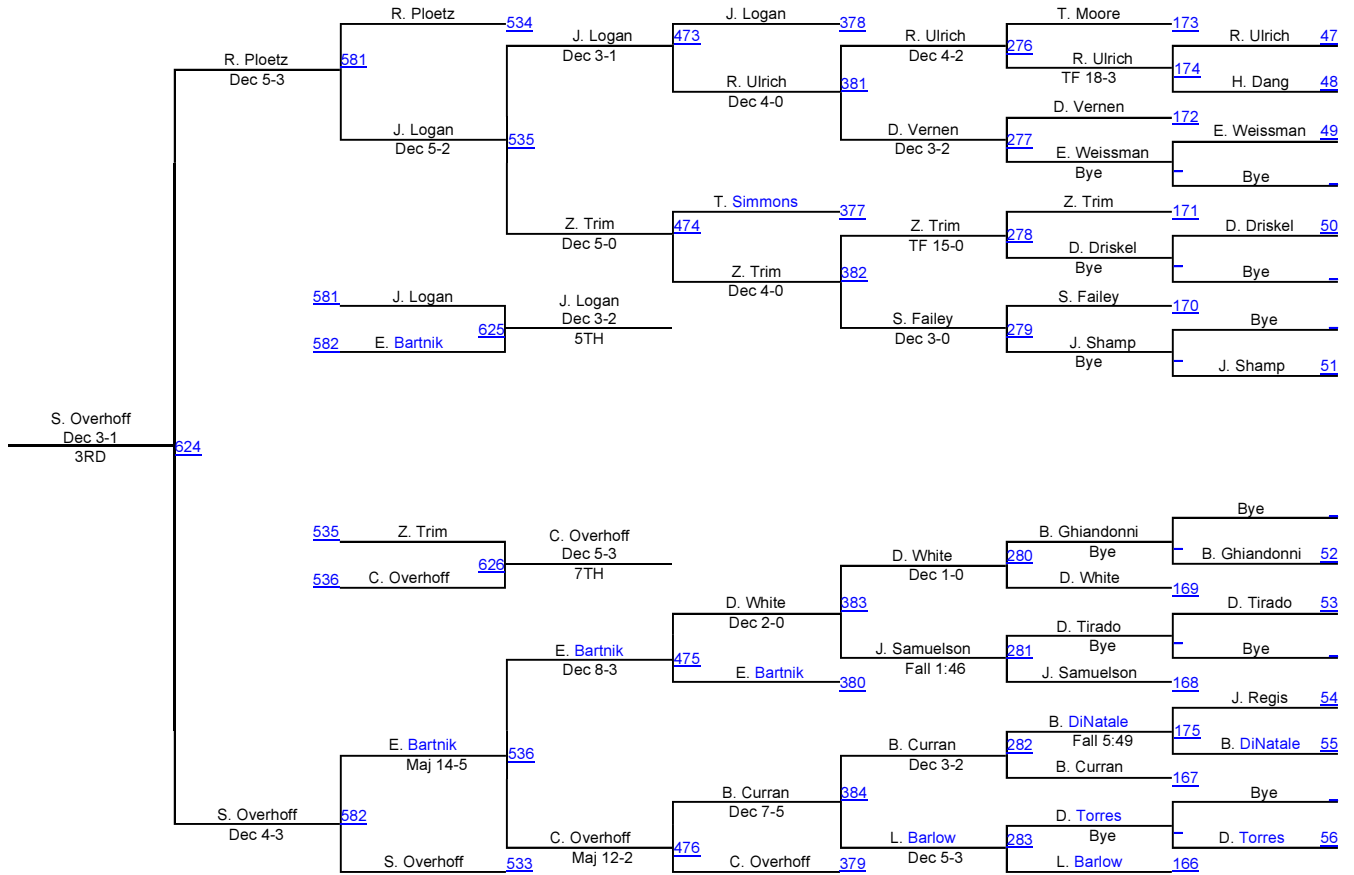 R. Ploetz 534
J. Logan 378
T. Moore 173
J. Logan 473
Dec 3-1
R. Ulrich
Dec 4-2
276
R. Ulrich 47
R. Ploetz
Dec 5-3
581
R. Ulrich
TF 18-3
174
R. Ulrich
Dec 4-0
381
H. Dang 48
D. Vernen 172
J. Logan
Dec 5-2
535
D. Vernen
Dec 3-2
277
E. Weissman 49
E. Weissman
Bye
-
Bye -
T. Simmons 377
Z. Trim 171
Z. Trim
Dec 5-0
474
Z. Trim
TF 15-0
278
D. Driskel 50
D. Driskel
Bye
-
Z. Trim
Dec 4-0
382
Bye -
581 J. Logan
J. Logan
Dec 3-2
5TH
625
582 E. Bartnik
S. Failey 170
S. Failey
Dec 3-0
279
Bye -
J. Shamp
Bye
-
J. Shamp 51
S. Overhoff
Dec 3-1
3RD
624
535 Z. Trim
C. Overhoff
Dec 5-3
7TH
626
536 C. Overhoff
Bye -
B. Ghiandonni
Bye
-
D. White
Dec 1-0
280
B. Ghiandonni 52
D. White 169
D. White
Dec 2-0
383
D. Tirado 53
D. Tirado
Bye
-
E. Bartnik
Dec 8-3
475
J. Samuelson
Fall 1:46
281
Bye -
E. Bartnik 380
J. Samuelson 168
J. Regis 54
B. DiNatale
Fall 5:49
175
E. Bartnik
Maj 14-5
536
B. Curran
Dec 3-2
282
B. DiNatale 55
B. Curran 167
B. Curran
Dec 7-5
384
Bye -
S. Overhoff
Dec 4-3
582
D. Torres
Bye
-
C. Overhoff
Maj 12-2
476
L. Barlow
Dec 5-3
283
D. Torres 56
S. Overhoff 533
C. Overhoff 379
L. Barlow 166